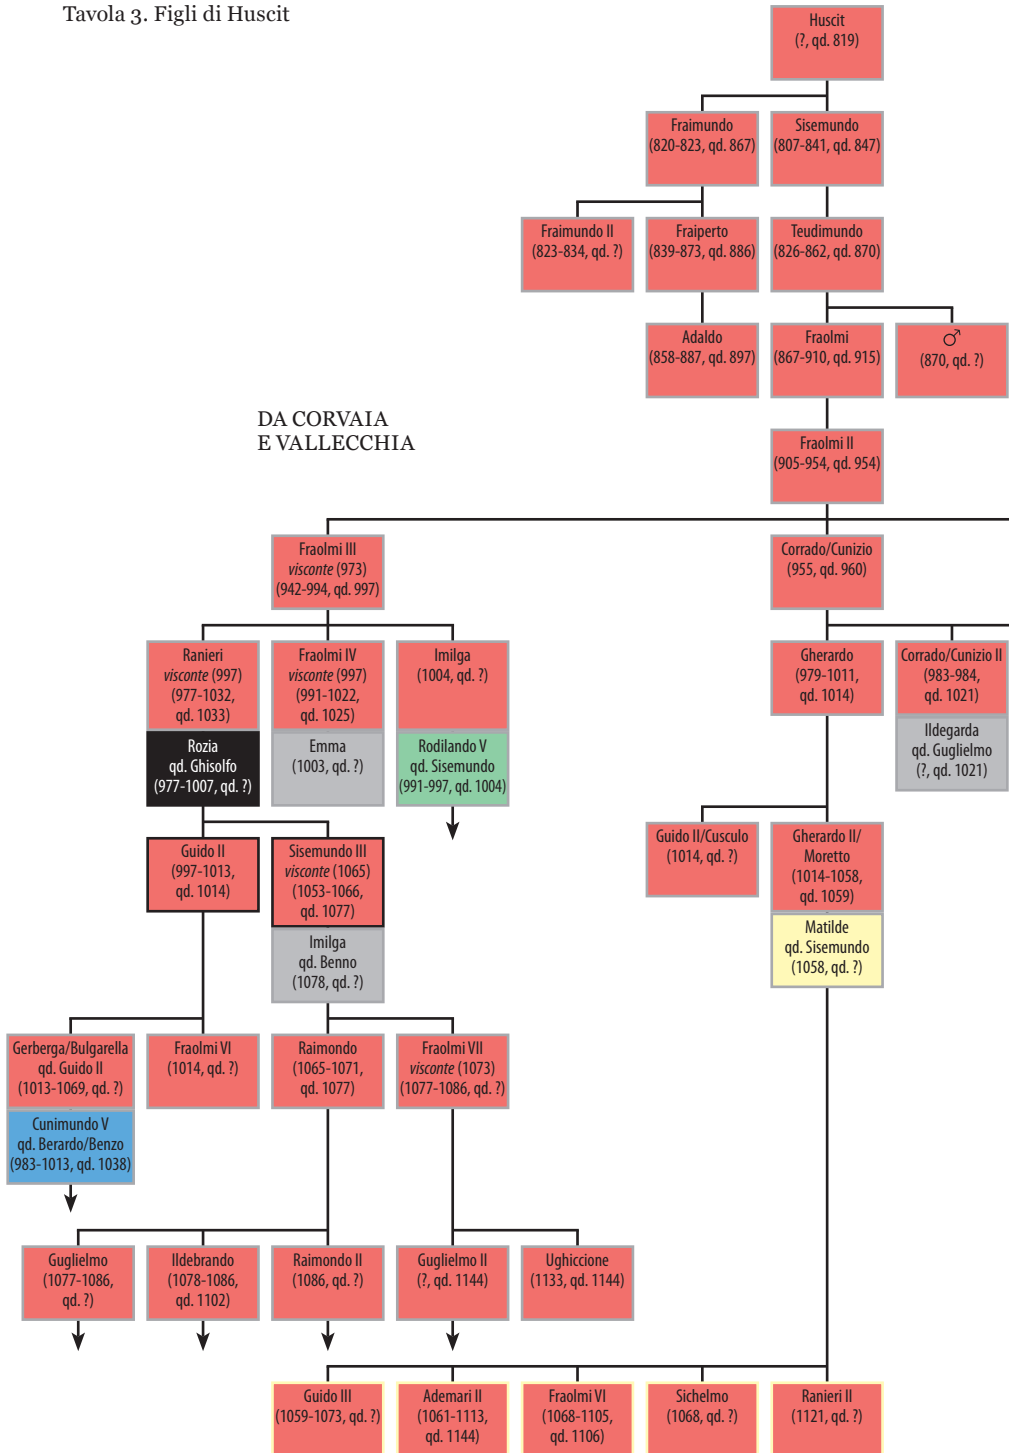 Tavola 3. Figli di Huscit
Huscit
(?, qd. 819)
Fraimundo
(820-823, qd. 867)
Sisemundo
(807-841, qd. 847)
Fraimundo II
(823-834, qd. ?)
Fraiperto
(839-873, qd. 886)
Teudimundo
(826-862, qd. 870)
Adaldo
(858-887, qd. 897)
Fraolmi
(867-910, qd. 915)
♂
(870, qd. ?)
DA CORVAIA
E VALLECCHIA
Fraolmi II
(905-954, qd. 954)
Fraolmi III
visconte (973)
(942-994, qd. 997)
Corrado/Cunizio
(955, qd. 960)
Ranieri
visconte (997)
(977-1032,
qd. 1033)
Rozia
qd. Ghisolfo
(977-1007, qd. ?)
Fraolmi IV
visconte (997)
(991-1022,
qd. 1025)
Emma
(1003, qd. ?)
Imilga
(1004, qd. ?)
Rodilando V
qd. Sisemundo
(991-997, qd. 1004)
Gherardo
(979-1011,
qd. 1014)
Corrado/Cunizio II
(983-984,
qd. 1021)
Ildegarda
qd. Guglielmo
(?, qd. 1021)
Guido II
(997-1013,
qd. 1014)
Sisemundo III
visconte (1065)
(1053-1066,
qd. 1077)
Imilga
qd. Benno
(1078, qd. ?)
Guido II/Cusculo
(1014, qd. ?)
Gherardo II/
Moretto
(1014-1058,
qd. 1059)
Matilde
qd. Sisemundo
(1058, qd. ?)
Gerberga/Bulgarella
qd. Guido II
(1013-1069, qd. ?)
Cunimundo V
qd. Berardo/Benzo
(983-1013, qd. 1038)
Fraolmi VI
(1014, qd. ?)
Raimondo
(1065-1071,
qd. 1077)
Fraolmi VII
visconte (1073)
(1077-1086, qd. ?)
Guglielmo
(1077-1086,
qd. ?)
Ildebrando
(1078-1086,
qd. 1102)
Raimondo II
(1086, qd. ?)
Guglielmo II
(?, qd. 1144)
Ughiccione
(1133, qd. 1144)
Guido III
(1059-1073, qd. ?)
Ademari II
(1061-1113,
qd. 1144)
Fraolmi VI
(1068-1105,
qd. 1106)
Sichelmo
(1068, qd. ?)
Ranieri II
(1121, qd. ?)